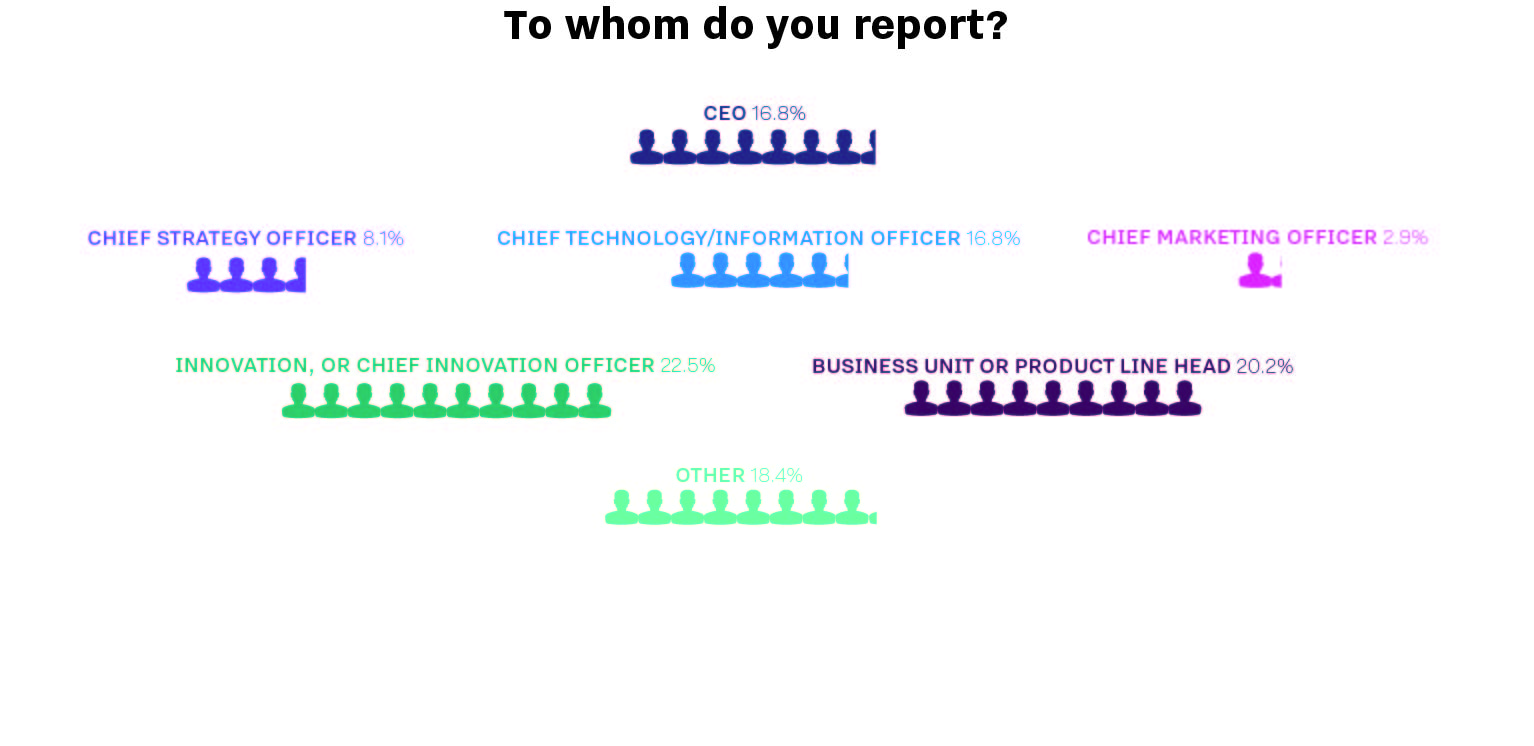 To whom do you report?
CEO 16.8%
CHIEF STRATEGY OFFICER 8.1%
CHIEF TECHNOLOGY/INFORMATION OFFICER 16.8%
CHIEF MARKETING OFFICER 2.9%
INNOVATION, OR CHIEF INNOVATION OFFICER 22.5%
BUSINESS UNIT OR PRODUCT LINE HEAD 20.2%
OTHER 18.4%